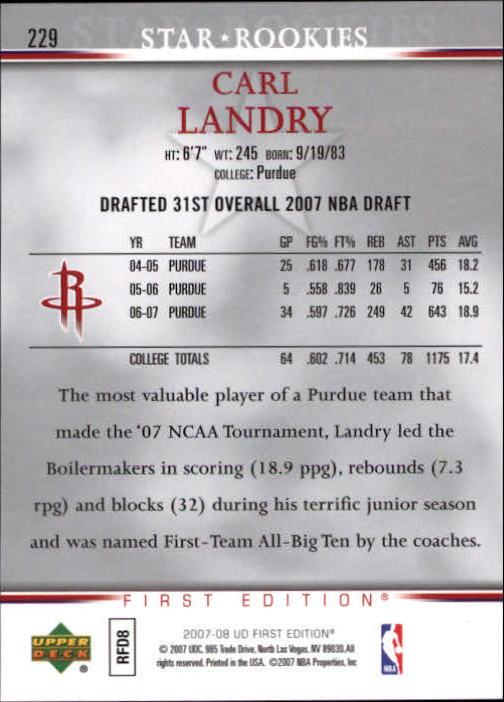 229 STAR★ROOKIES
CARL
LANDRY
HT: 6'7" WT: 245 BORN: 9/19/83
COLLEGE: Purdue
DRAFTED 31ST OVERALL 2007 NBA DRAFT
YR TEAM GP FG% FT% REB AST PTS AVG
04-05 PURDUE 25 .618 .677 178 31 456 18.2
05-06 PURDUE 5 .558 .839 26 5 76 15.2
06-07 PURDUE 34 .597 .726 249 42 643 18.9
COLLEGE TOTALS 64 .602 .714 453 78 1175 17.4
The most valuable player of a Purdue team that
made the '07 NCAA Tournament, Landry led the
Boilermakers in scoring (18.9 ppg), rebounds (7.3
rpg) and blocks (32) during his terrific junior season
and was named First-Team All-Big Ten by the coaches.
FIRST EDITION®
UPPER
DECK
®
RFD8
2007-08 UD FIRST EDITION®
© 2007 UDC, 985 Trade Drive, North Las Vegas, NV 89030. All
rights reserved. Printed in the USA. ©2007 NBA Properties, Inc
NBA